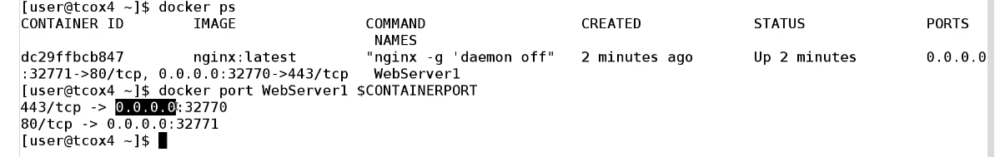 [user@tcox4 ~]$ docker ps
CONTAINER ID        IMAGE               COMMAND                CREATED             STATUS              PORTS
                                         NAMES
dc29ffbcb847        nginx:latest        "nginx -g 'daemon off"   2 minutes ago       Up 2 minutes        0.0.0.0
:32771->80/tcp, 0.0.0.0:32770->443/tcp   WebServer1
[user@tcox4 ~]$ docker port WebServer1 $CONTAINERPORT
443/tcp -> 0.0.0.0:32770
80/tcp -> 0.0.0.0:32771
[user@tcox4 ~]$